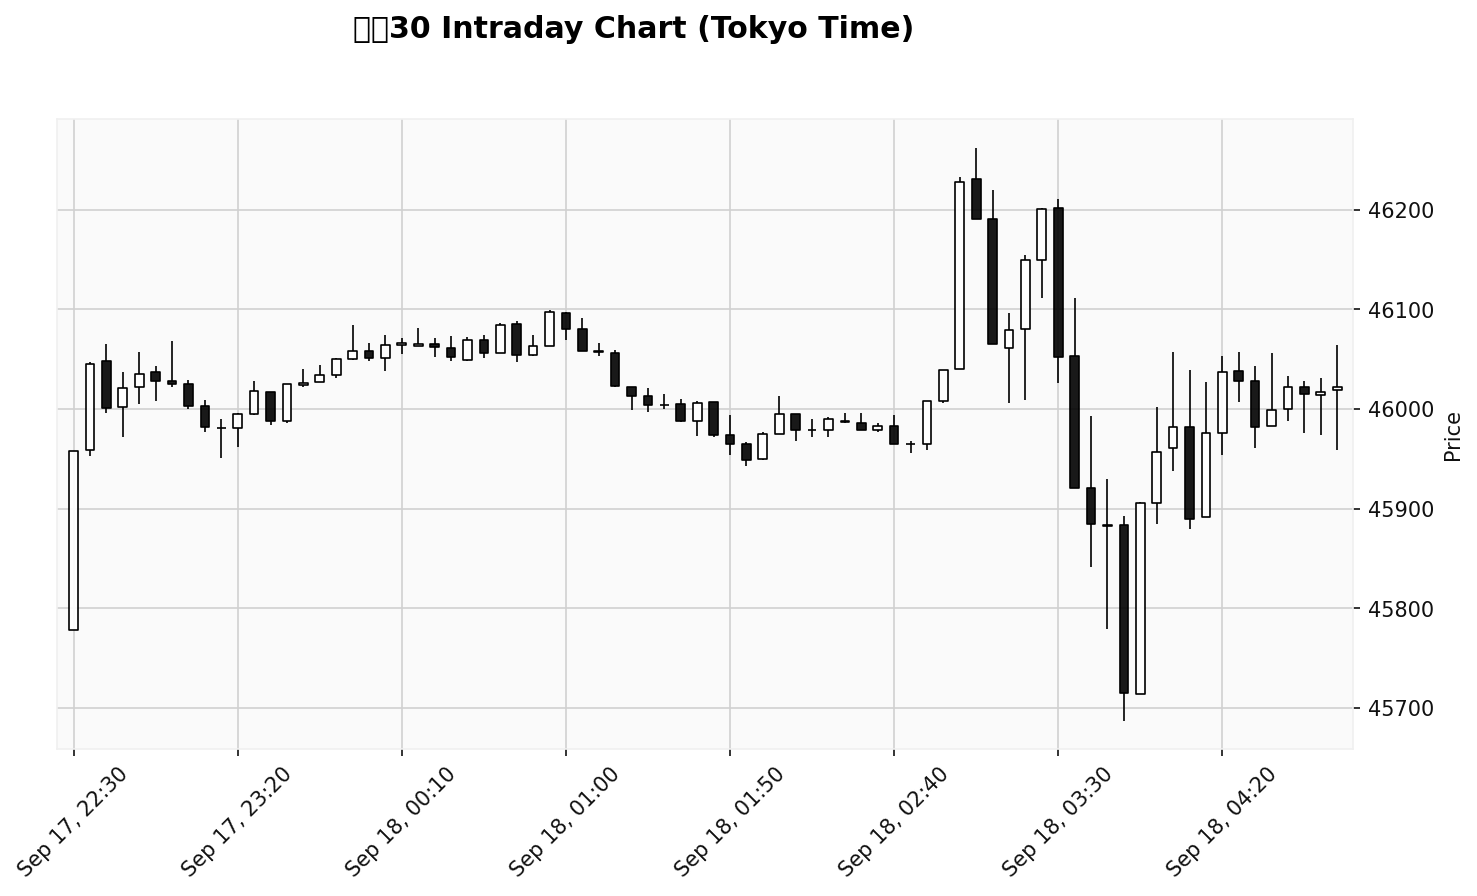 30 Intraday Chart (Tokyo Time)
46200
46100
46000
45900
45800
45700
Price
Sep 17, 22:30
Sep 17, 23:20
Sep 18, 00:10
Sep 18, 01:00
Sep 18, 01:50
Sep 18, 02:40
Sep 18, 03:30
Sep 18, 04:20